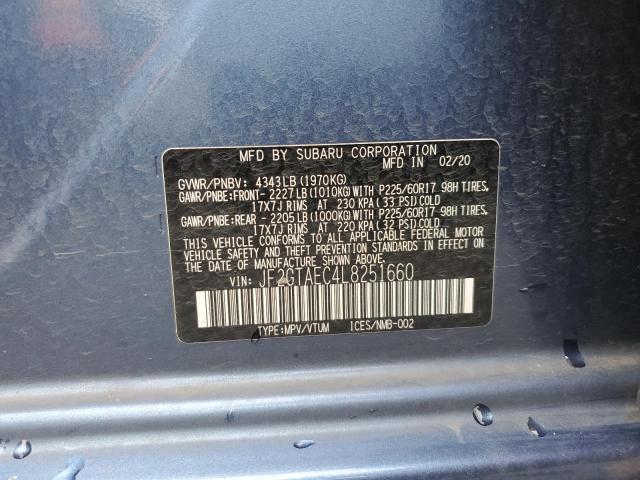 MFD BY SUBARU CORPORATION
MFD IN 02/20
GVWR/PNBV: 4343LB(1970KG)
GAWR/PNBE:FRONT-2227LB(1010KG)WITH P225/60R17 98H TIRES,
17X7J RIMS AT 230 KPA(33 PSI)COLD
GAWR/PNBE:REAR -2205LB(1000KG)WITH P225/60R17 98H TIRES,
17X7J RIMS AT 220 KPA(32 PSI)COLD
THIS VEHICLE CONFORMS TO ALL APPLICABLE FEDERAL MOTOR
VEHICLE SAFETY AND THEFT PREVENTION STANDARDS IN EFFECT
ON THE DATE OF MANUFACTURE SHOWN ABOVE.
VIN: JF2GTAEC4L8251660
TYPE:MPV/VTUM ICES/NMB-002